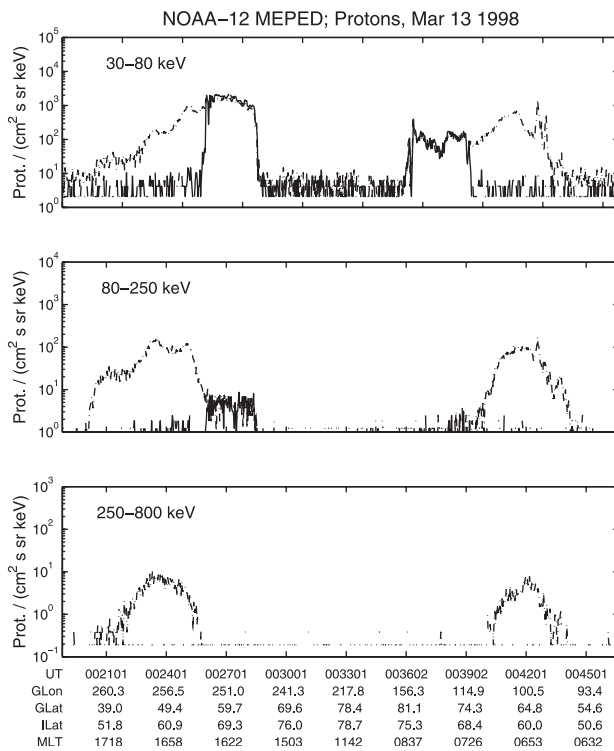 NOAA−12 MEPED; Protons, Mar 13 1998
10^5
30−80 keV
10^4
10^3
10^2
10^1
10^0
Prot. / (cm^2 s sr keV)
10^4
80−250 keV
10^3
10^2
10^1
10^0
Prot. / (cm^2 s sr keV)
10^3
250−800 keV
10^2
10^1
10^0
10^−1
Prot. / (cm^2 s sr keV)
UT 002101 002401 002701 003001 003301 003602 003902 004201 004501
GLon 260.3 256.5 251.0 241.3 217.8 156.3 114.9 100.5 93.4
GLat 39.0 49.4 59.7 69.6 78.4 81.1 74.3 64.8 54.6
ILat 51.8 60.9 69.3 76.0 78.7 75.3 68.4 60.0 50.6
MLT 1718 1658 1622 1503 1142 0837 0726 0653 0632